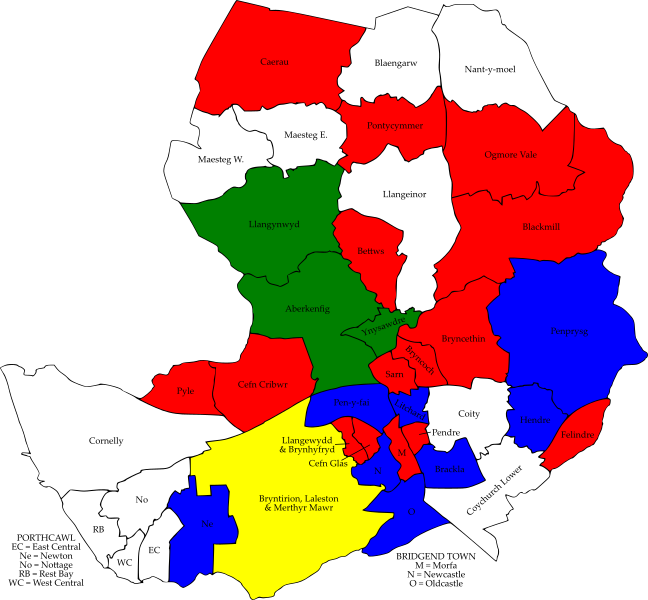 Caerau
Blaengarw
Nant-y-moel
Pontycymmer
Maesteg E.
Maesteg W.
Ogmore Vale
Llangeinor
Llangynwyd
Blackmill
Bettws
Aberkenfig
Ynysawdre
Penprysg
Bryncethin
Bryncoch
Sarn
Cefn Cribwr
Pyle
Pen-y-fai
Litchard
Coity
Hendre
Pendre
Felindre
Cornelly
Llangewydd
& Brynhyfryd
Cefn Glas
M
N
Brackla
Coychurch Lower
Bryntirion, Laleston
& Merthyr Mawr
No
Ne
O
RB
EC
WC
PORTHCAWL
EC = East Central
Ne = Newton
No = Nottage
RB = Rest Bay
WC = West Central
BRIDGEND TOWN
M = Morfa
N = Newcastle
O = Oldcastle